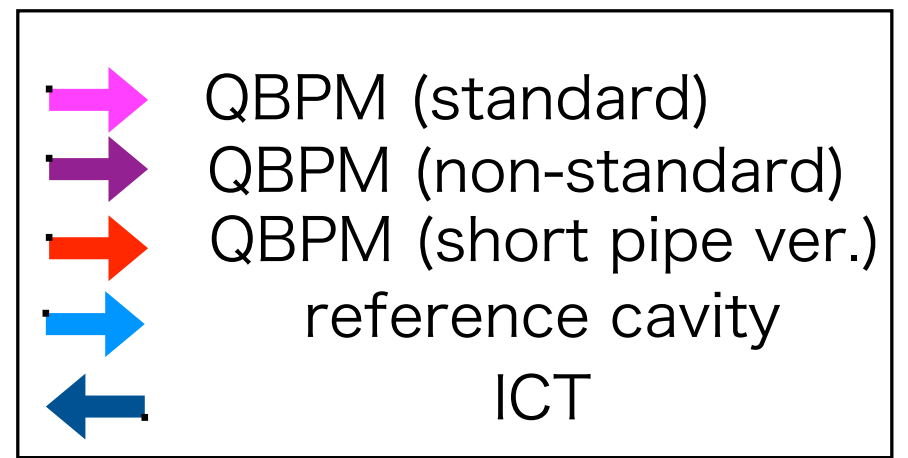 QBPM (standard)
QBPM (non-standard)
QBPM (short pipe ver.)
reference cavity
ICT